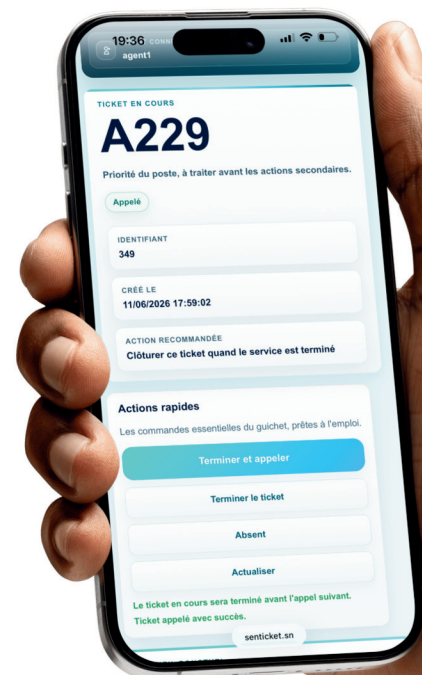 19:36
agent1
TICKET EN COURS
A229
Priorité du poste, à traiter avant les actions secondaires.
Appelé
IDENTIFIANT
349
CRÉÉ LE
11/06/2026 17:59:02
ACTION RECOMMANDÉE
Clôturer ce ticket quand le service est terminé
Actions rapides
Les commandes essentielles du guichet, prêtes à l'emploi.
Terminer et appeler
Terminer le ticket
Absent
Actualiser
Le ticket en cours sera terminé avant l'appel suivant.
Ticket appelé avec succès.
senticket.sn